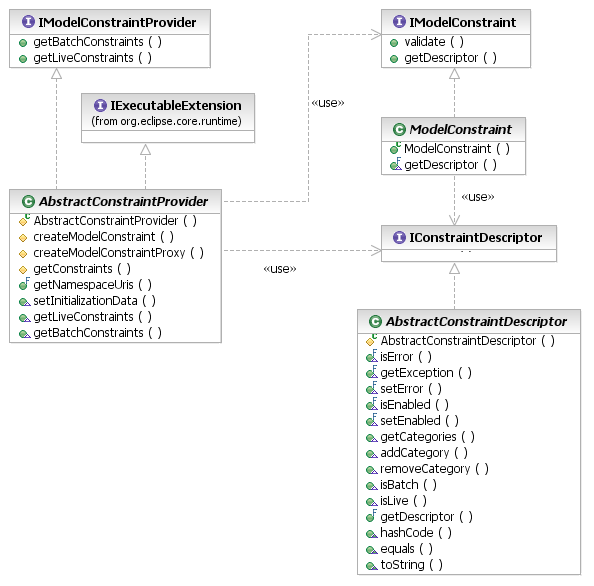 IModelConstraintProvider
getBatchConstraints ( )
getLiveConstraints ( )
IModelConstraint
validate ( )
getDescriptor ( )
«use»
IExecutableExtension
(from org.eclipse.core.runtime)
ModelConstraint
ModelConstraint ( )
getDescriptor ( )
«use»
AbstractConstraintProvider
AbstractConstraintProvider ( )
createModelConstraint ( )
createModelConstraintProxy ( )
getConstraints ( )
getNamespaceUris ( )
setInitializationData ( )
getLiveConstraints ( )
getBatchConstraints ( )
IConstraintDescriptor
«use»
AbstractConstraintDescriptor
AbstractConstraintDescriptor ( )
isError ( )
getException ( )
setError ( )
isEnabled ( )
setEnabled ( )
getCategories ( )
addCategory ( )
removeCategory ( )
isBatch ( )
isLive ( )
getDescriptor ( )
hashCode ( )
equals ( )
toString ( )